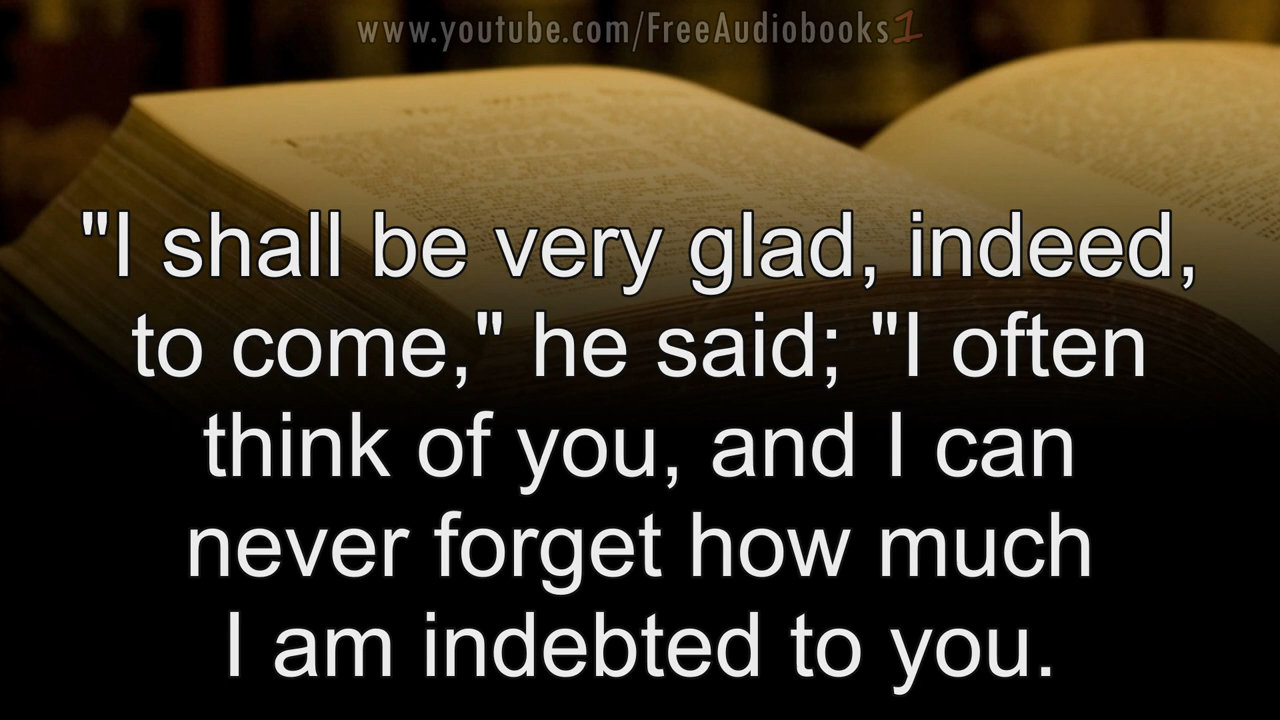 www.youtube.com/FreeAudiobooks1
"I shall be very glad, indeed,
to come," he said; "I often
think of you, and I can
never forget how much
I am indebted to you.